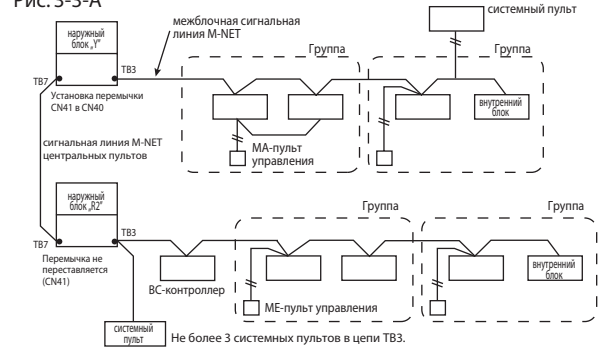 Рис. 3-3-А
межблочная сигнальная
линия M-NET
системный пульт
наружный
блок „Y"
Группа
Группа
TB7
TB3
Установка перемычки
CN41 в CN40
внутренний
блок
сигнальная линия M-NET
центральных пультов
МА-пульт
управления
наружный
блок „R2"
Группа
Группа
TB7
TB3
Перемычка не
переставляется
(CN41)
BC-контроллер
внутренний
блок
МЕ-пульт управления
системный
пульт
Не более 3 системных пультов в цепи TB3.